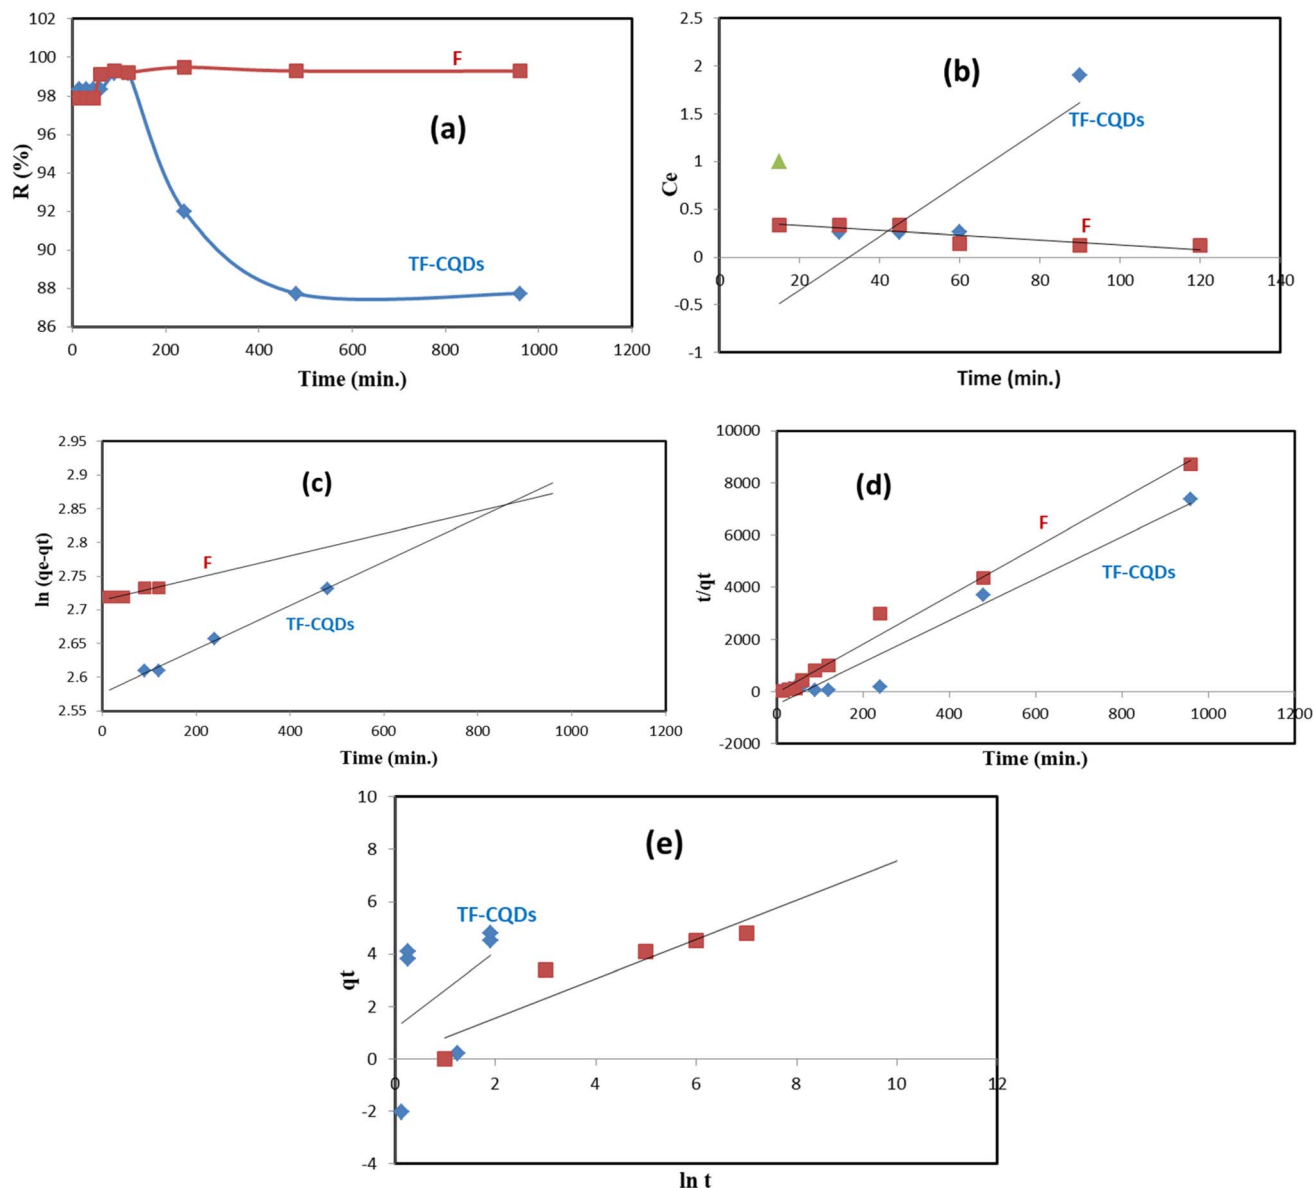 102
100
98
96
94
92
90
88
86
R (%)
F
(a)
TF-CQDs
0 200 400 600 800 1000 1200
Time (min.)
2.5
2
1.5
1
0.5
0
-0.5
-1
Ce
(b)
TF-CQDs
F
0 20 40 60 80 100 120 140
Time (min.)
2.95
2.9
2.85
2.8
2.75
2.7
2.65
2.6
2.55
ln (qe-qt)
(c)
F
TF-CQDs
0 200 400 600 800 1000 1200
Time (min.)
10000
8000
6000
4000
2000
0
-2000
t/qt
(d)
F
TF-CQDs
0 200 400 600 800 1000 1200
Time (min.)
10
8
6
4
2
0
-2
-4
qt
(e)
TF-CQDs
0 2 4 6 8 10 12
ln t